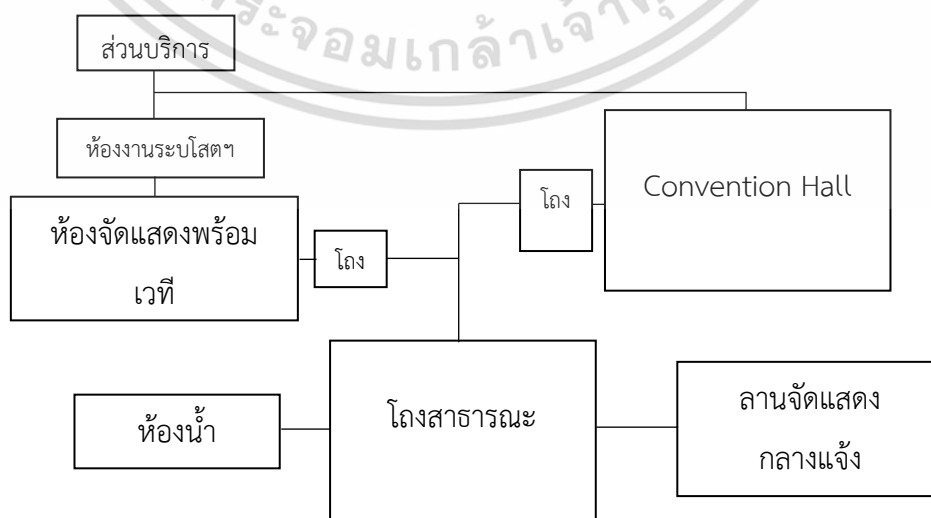 ส่วนบริการ
ห้องงานระบโสตฯ
โถง
Convention Hall
ห้องจัดแสดงพร้อม
เวที
โถง
ห้องน้ำ
โถงสาธารณะ
ลานจัดแสดง
กลางแจ้ง